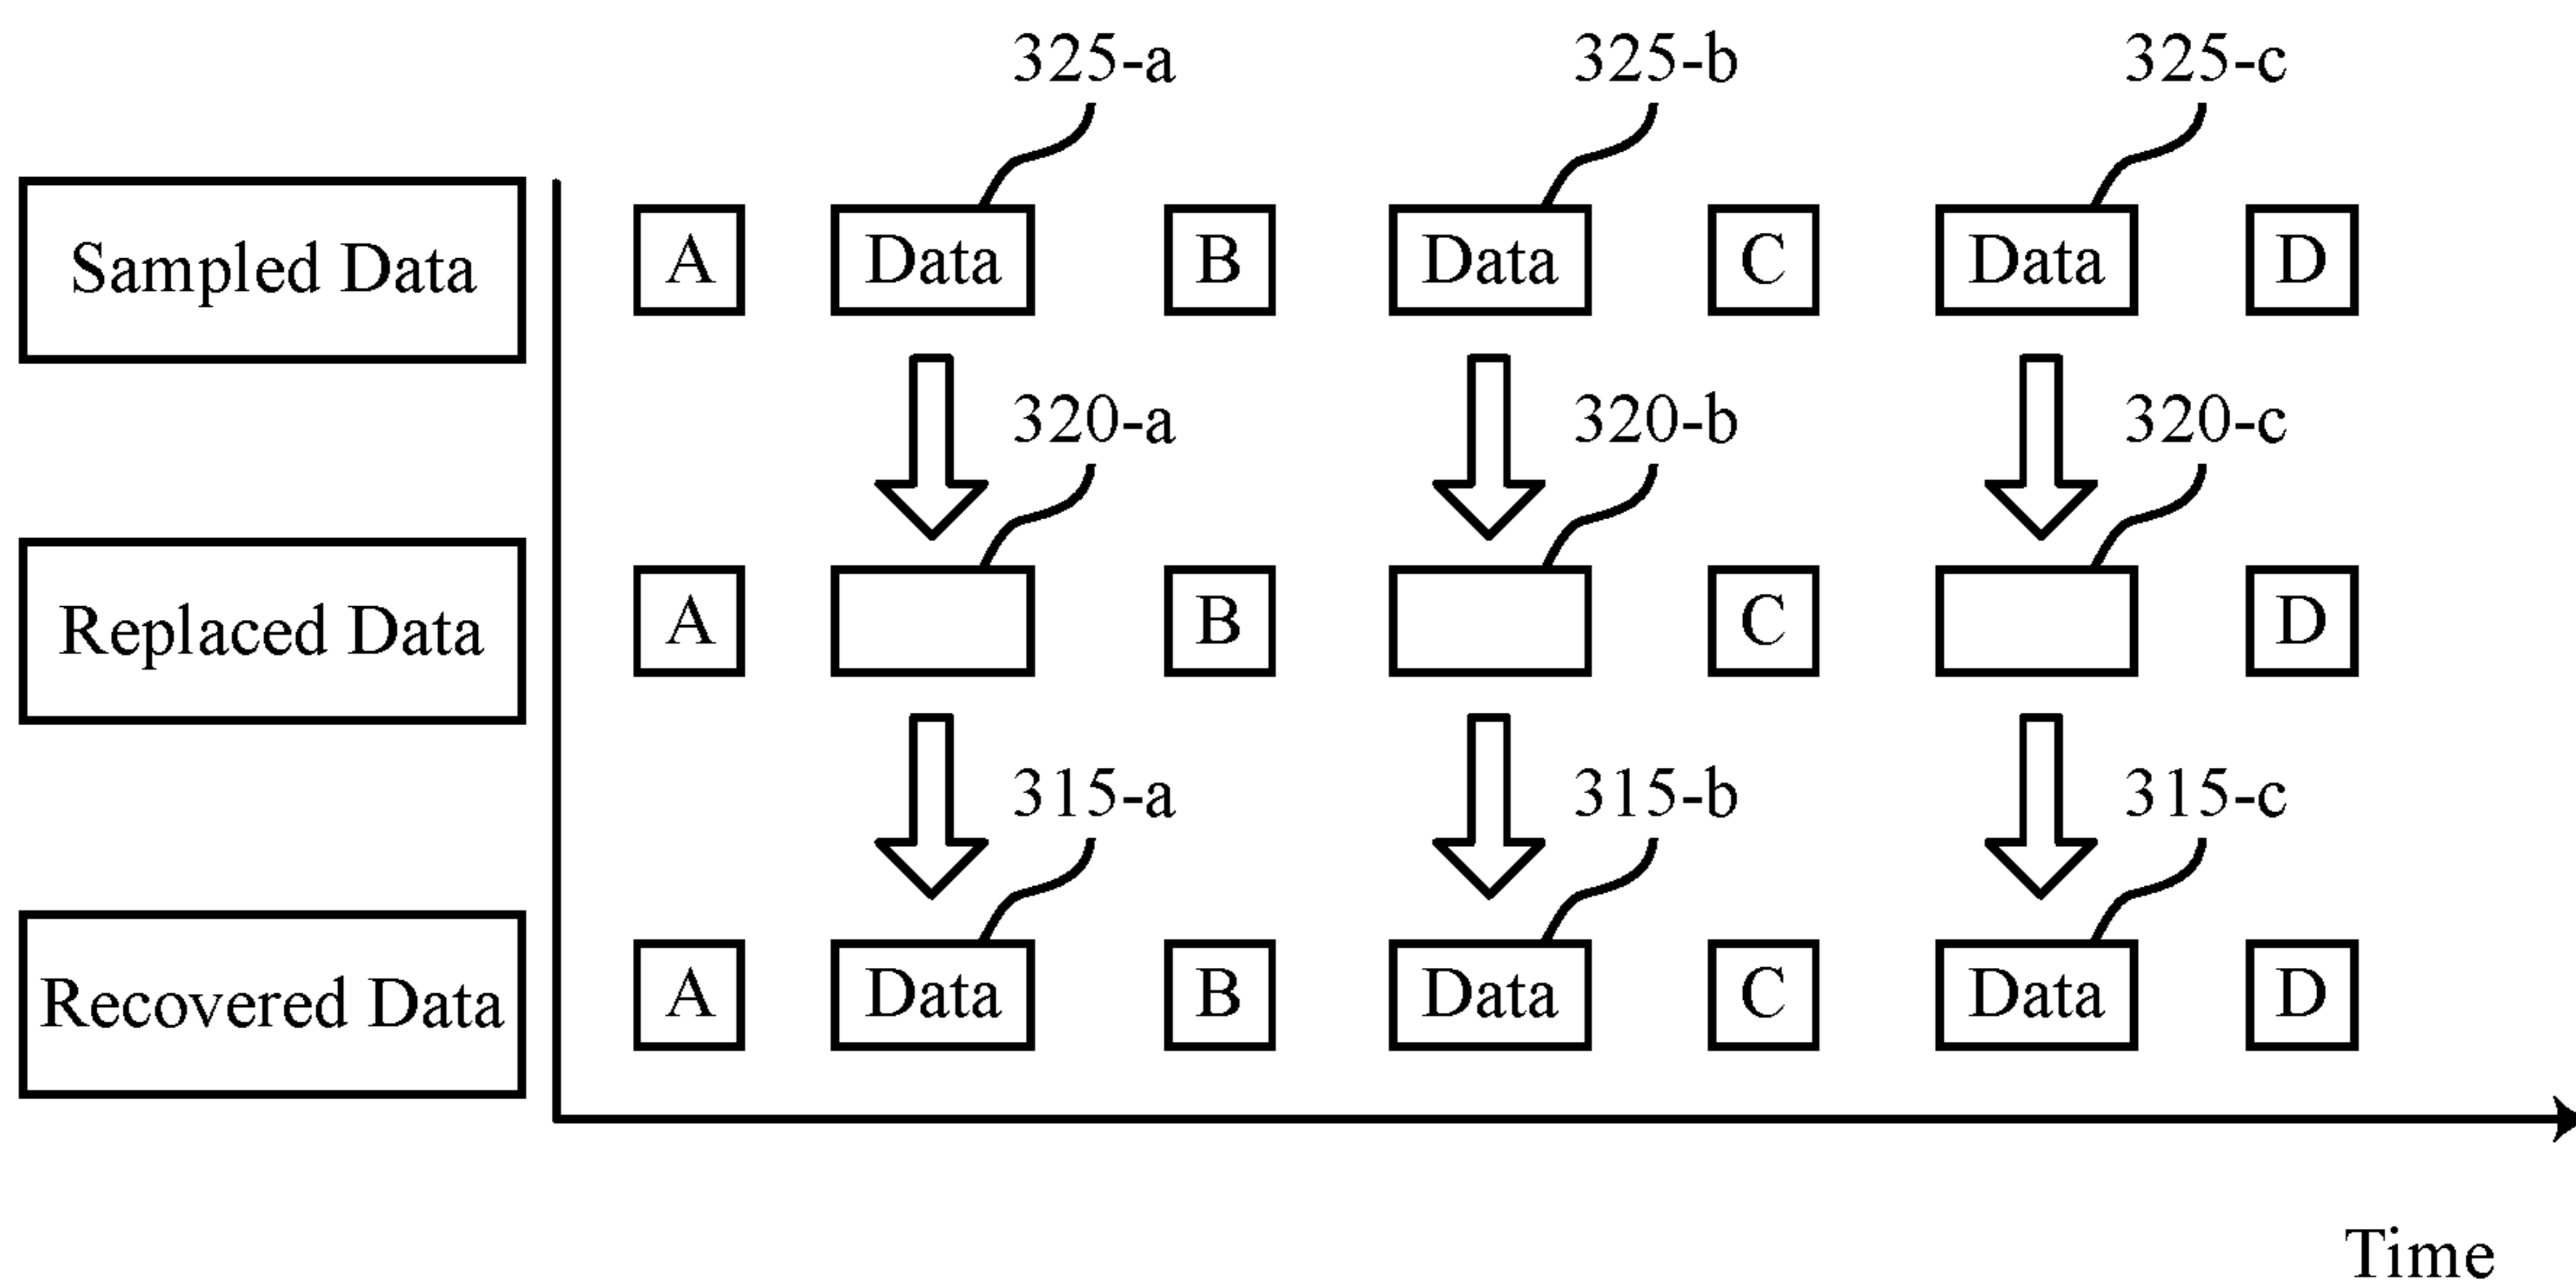 325-a 325-b 325-c
Sampled Data A Data B Data C Data D
320-a 320-b 320-c
Replaced Data A B C D
315-a 315-b 315-c
Recovered Data A Data B Data C Data D
Time